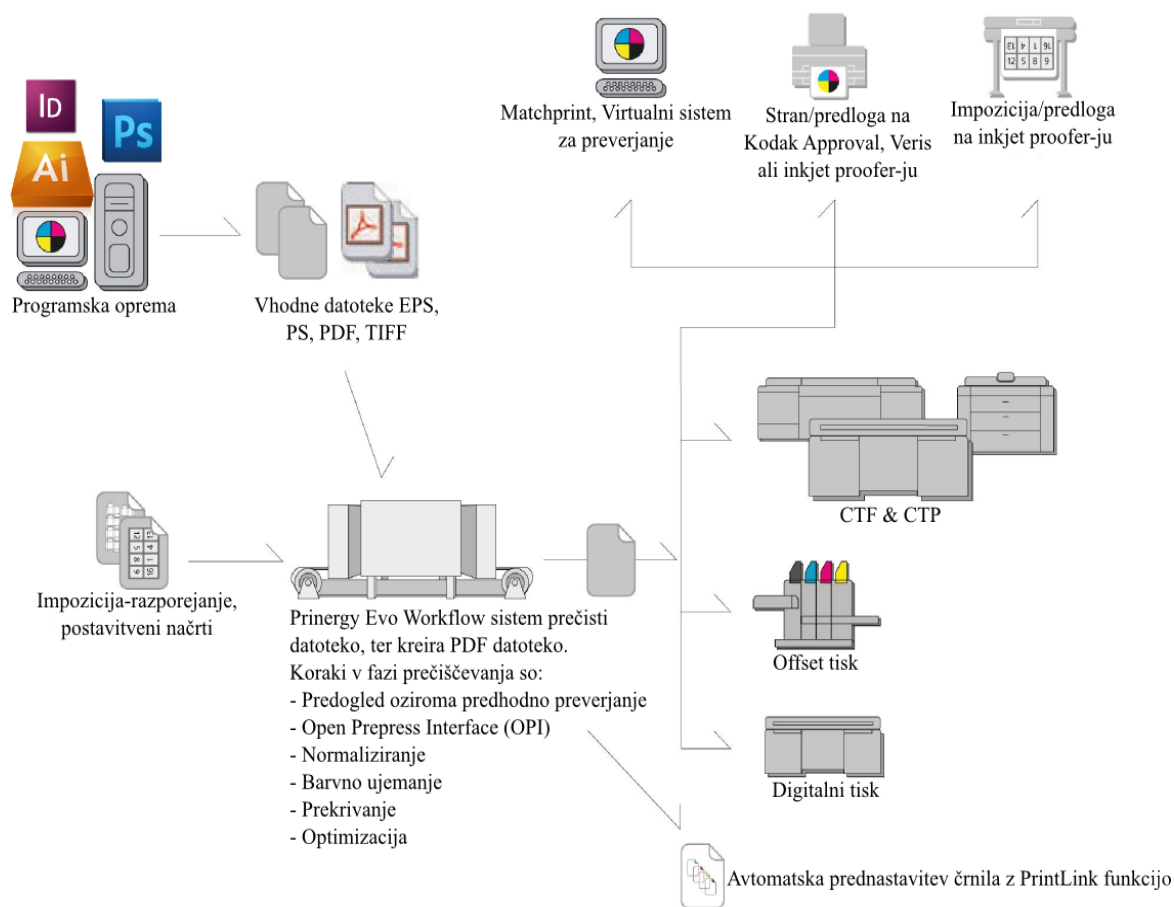 Matchprint, Virtualni sistem
za preverjanje
Stran/predloga na
Kodak Approval, Veris
ali inkjet proofer-ju
Impozicija/predloga
na inkjet proofer-ju
ID
Ps
Ai
Programska oprema
Vhodne datoteke EPS,
PS, PDF, TIFF
CTF & CTP
Impozicija-razporejanje,
postavitveni načrti
Prinergy Evo Workflow sistem prečisti
datoteko, ter kreira PDF datoteko.
Koraki v fazi prečiščevanja so:
- Predogled oziroma predhodno preverjanje
- Open Prepress Interface (OPI)
- Normaliziranje
- Barvno ujemanje
- Prekrivanje
- Optimizacija
Offset tisk
Digitalni tisk
Avtomatska prednastavitev črnila z PrintLink funkcijo